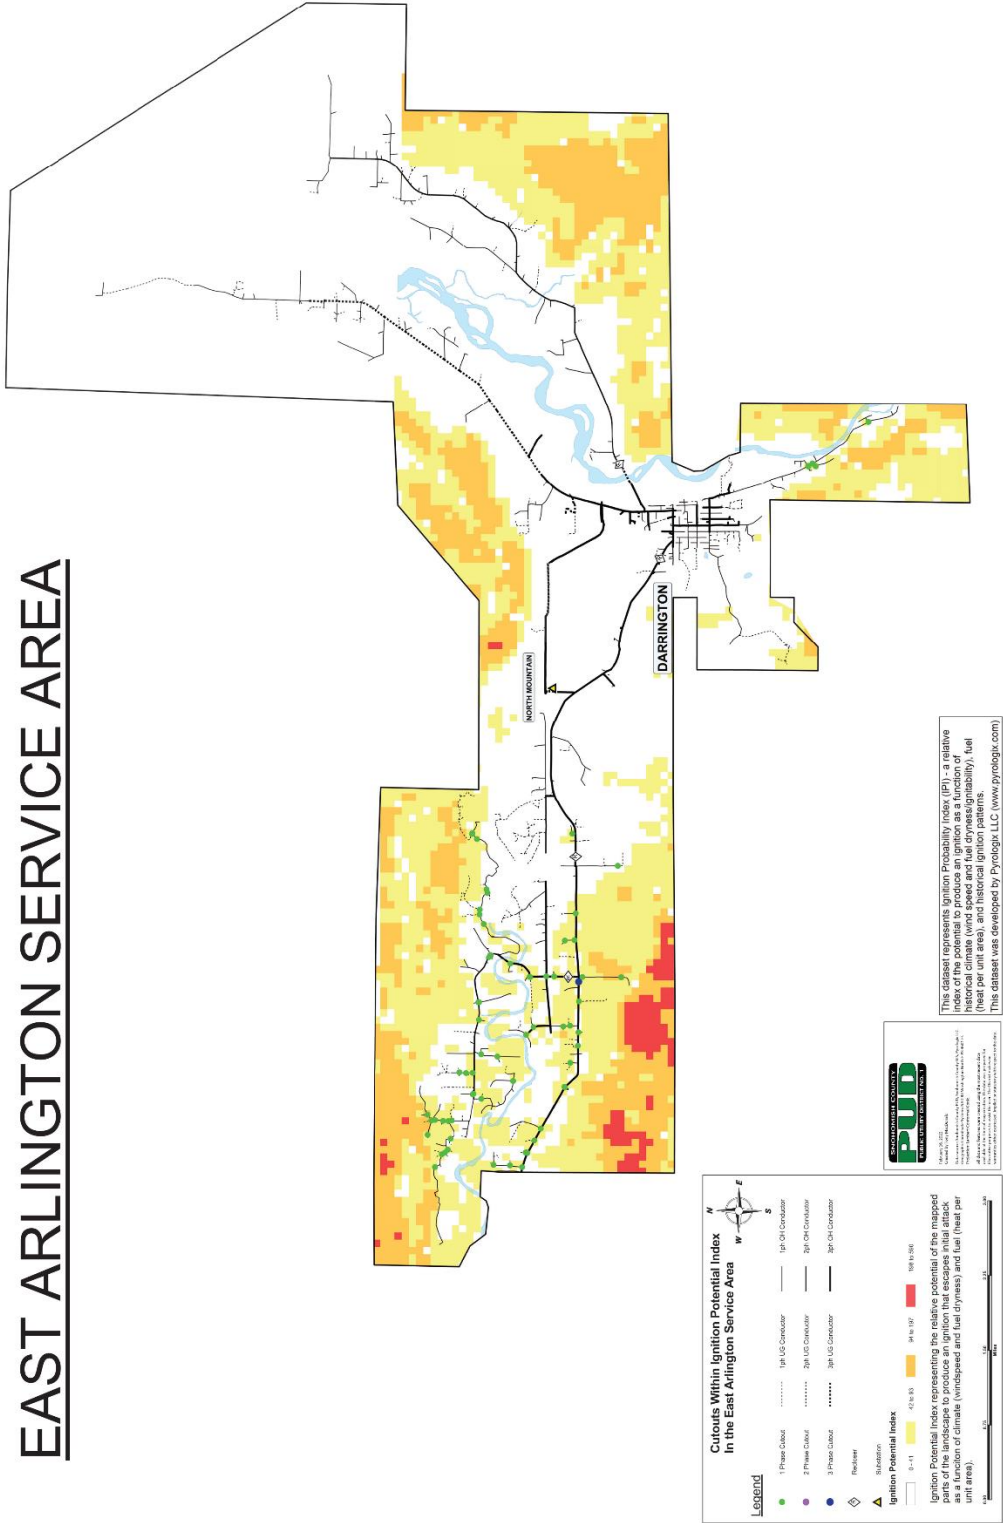 EAST ARLINGTON SERVICE AREA
NORTH MOUNTAIN
DARRINGTON
This dataset represents Ignition Probability Index (IPI) - a relative
index of the potential to produce an ignition as a function of
historical climate (wind speed and fuel dryness/ignitability), fuel
(heat per unit area), and historical ignition patterns.
This dataset was developed by Pyrologix LLC (www.pyrologix.com)
SNOHOMISH COUNTY
PUD
PUBLIC UTILITY DISTRICT NO. 1
Cutouts Within Ignition Potential Index
In the East Arlington Service Area
N
W
E
S
Legend
1 Phase Cutout
1ph UG Conductor
1ph OH Conductor
2 Phase Cutout
2ph UG Conductor
2ph OH Conductor
3 Phase Cutout
3ph UG Conductor
3ph OH Conductor
Recloser
Substation
Ignition Potential Index
0 - 41
42 to 93
94 to 197
Ignition Potential Index representing the relative potential of the mapped
parts of the landscape to produce an ignition that escapes initial attack
as a funciton of climate (windspeed and fuel dryness) and fuel (heat per
unit area).
Miles